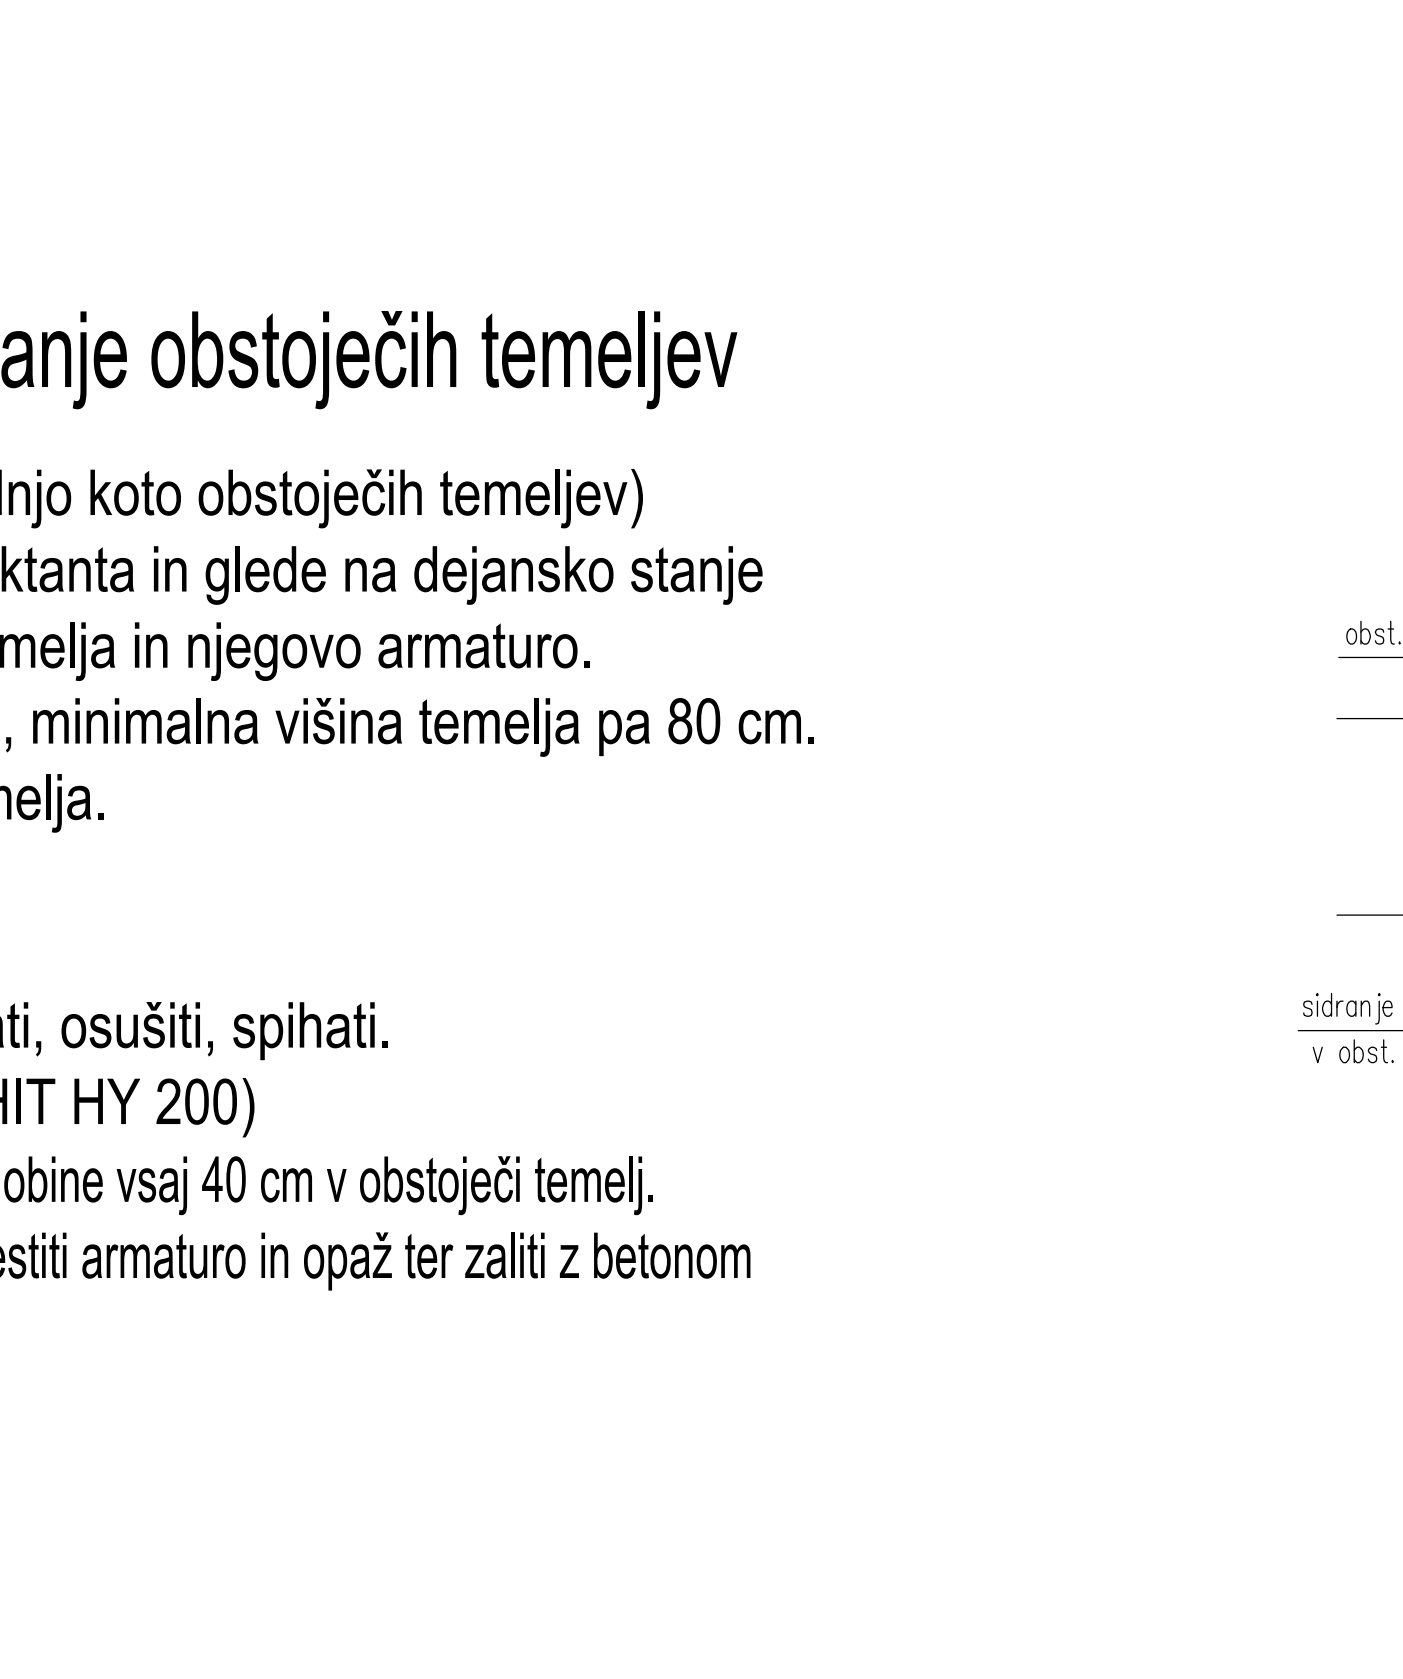 anje obstoječih temeljev
lnjo koto obstoječih temeljev)
ktanta in glede na dejansko stanje
melja in njegovo armaturo.
, minimalna višina temelja pa 80 cm.
nelja.
ati, osušiti, spihati.
HIT HY 200)
obine vsaj 40 cm v obstoječi temelj.
estiti armaturo in opaž ter zaliti z betonom
obst.
sidranje
v obst.